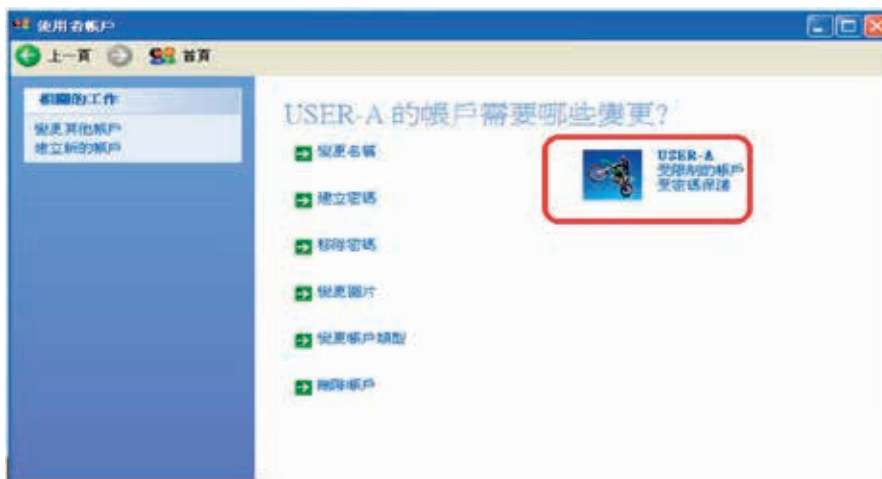 使用者帳戶
上一頁 首頁
相關的工作
變更其他帳戶
建立新的帳戶
USER-A 的帳戶需要哪些變更?
變更名稱
建立密碼
移除密碼
變更圖片
變更帳戶類型
刪除帳戶
USER-A
受限制的帳戶
受密碼保護